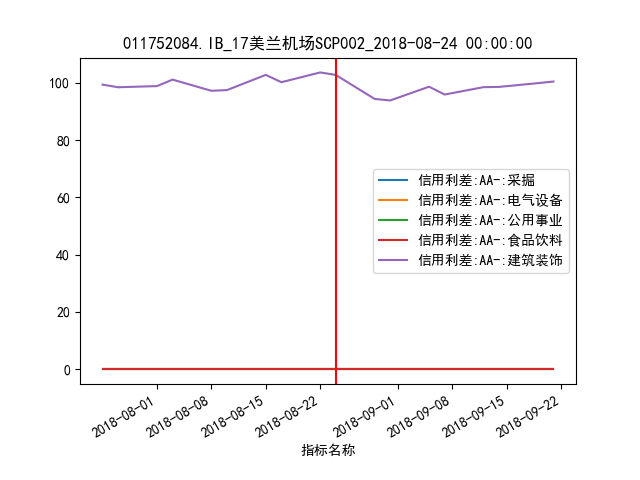 011752084.IB_17美兰机场SCP002_2018-08-24 00:00:00
100
80
60
40
20
0
信用利差:AA-:采掘
信用利差:AA-:电气设备
信用利差:AA-:公用事业
信用利差:AA-:食品饮料
信用利差:AA-:建筑装饰
2018-08-01
2018-08-08
2018-08-15
2018-08-22
2018-09-01
2018-09-08
2018-09-15
2018-09-22
指标名称